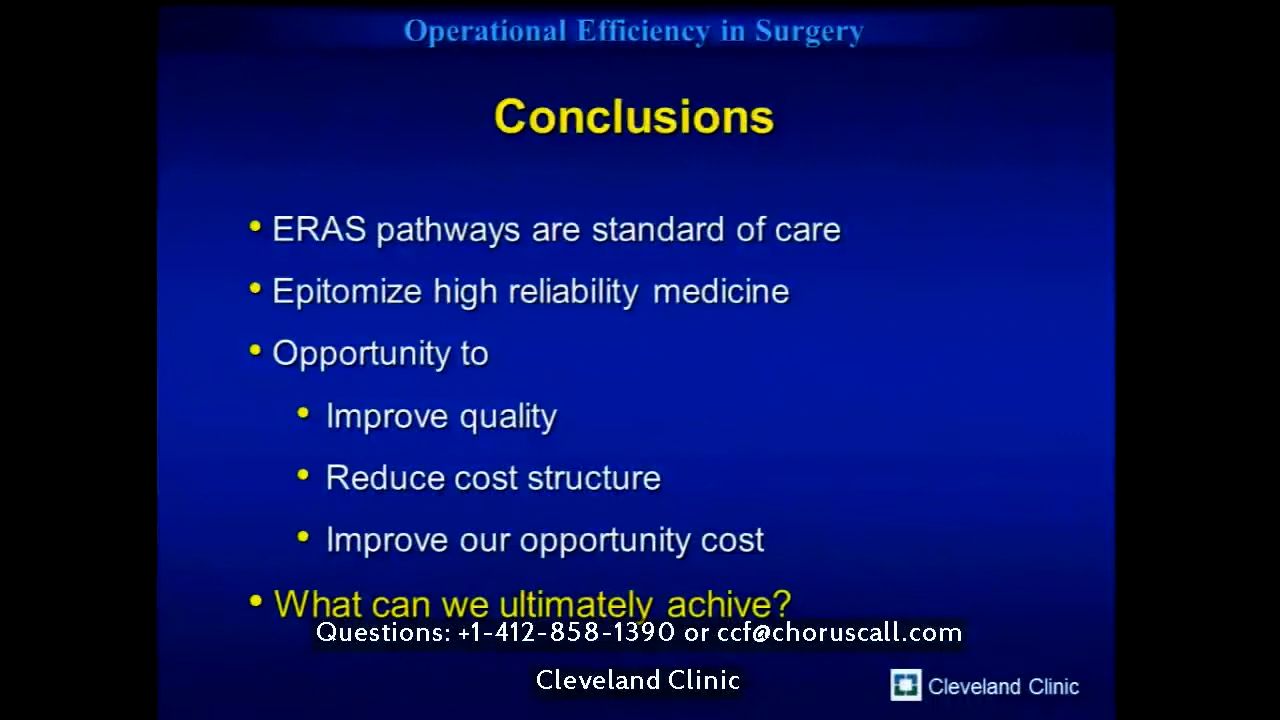 Operational Efficiency in Surgery
Conclusions
• ERAS pathways are standard of care
• Epitomize high reliability medicine
• Opportunity to
• Improve quality
• Reduce cost structure
• Improve our opportunity cost
• What can we ultimately achive?
Questions: +1-412-858-1390 or ccf@choruscall.com
Cleveland Clinic
Cleveland Clinic